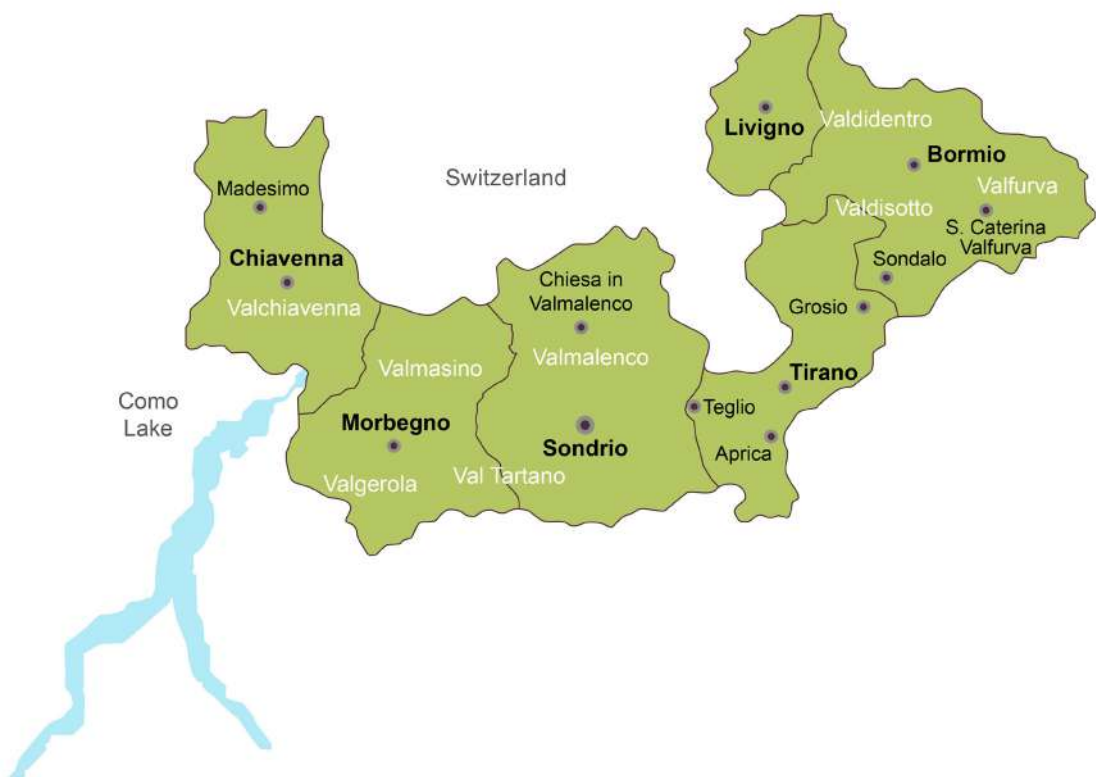 Livigno
Valdidentro
Bormio
Switzerland
Madesimo
Valfurva
Valdisotto
S. Caterina
Valfurva
Chiavenna
Sondalo
Chiesa in
Valmalenco
Valchiavenna
Grosio
Valmalenco
Valmasino
Tirano
Como
Lake
Teglio
Morbegno
Sondrio
Aprica
Valgerola
Val Tartano